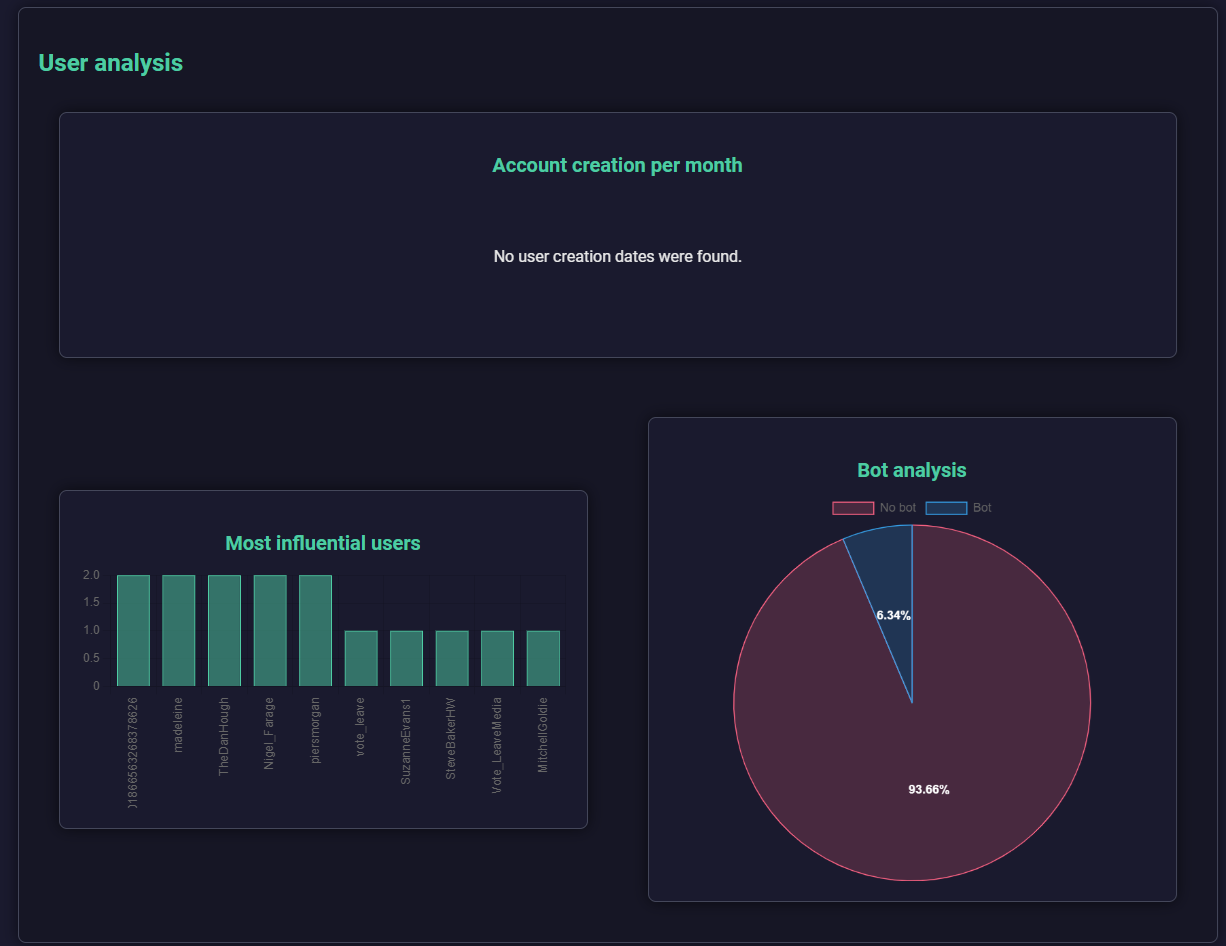 User analysis
Account creation per month
No user creation dates were found.
Most influential users
2.0
1.5
1.0
0.5
0
madeleine
TheDanHough
Nigel_Farage
piersmorgan
vote_leave
SuzanneEvans1
SteveBakerHW
Vote_LeaveMedia
MitchellGoldie
Bot analysis
No bot Bot
6.34%
93.66%